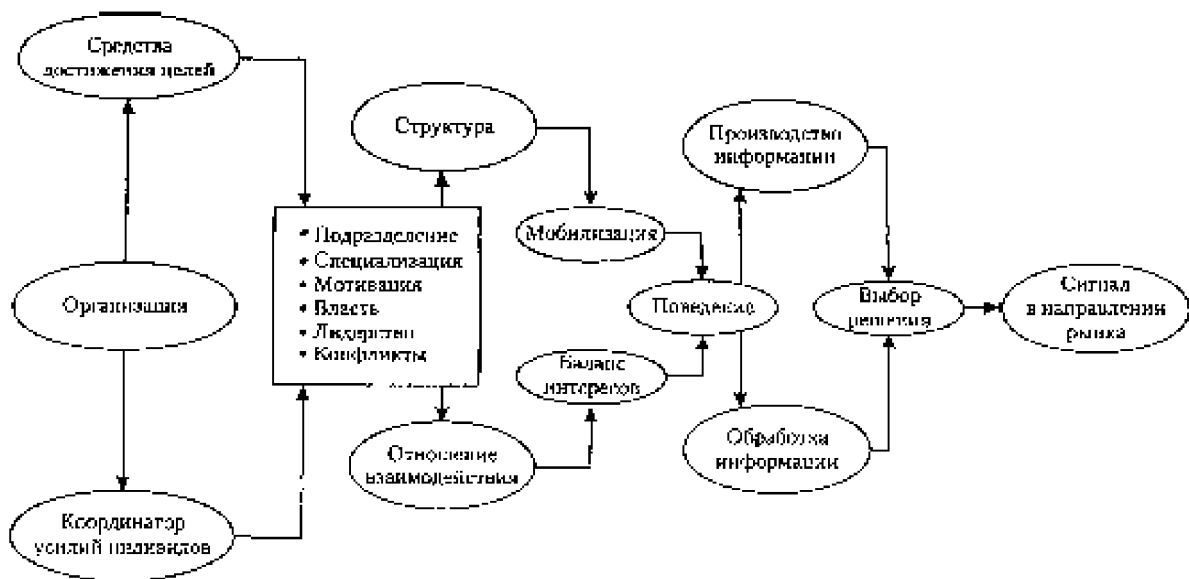 Средства
достижения целей
Организация
Координатор
усилий индивидов
• Подразделение
• Специализация
• Мотивация
• Власть
• Лидерство
• Конфликты
Структура
Отношение
взаимодействия
Мобилизация
Баланс
интересов
Поведение
Производство
информации
Обработка
информации
Выбор
решения
Сигнал
в направлении
рынка